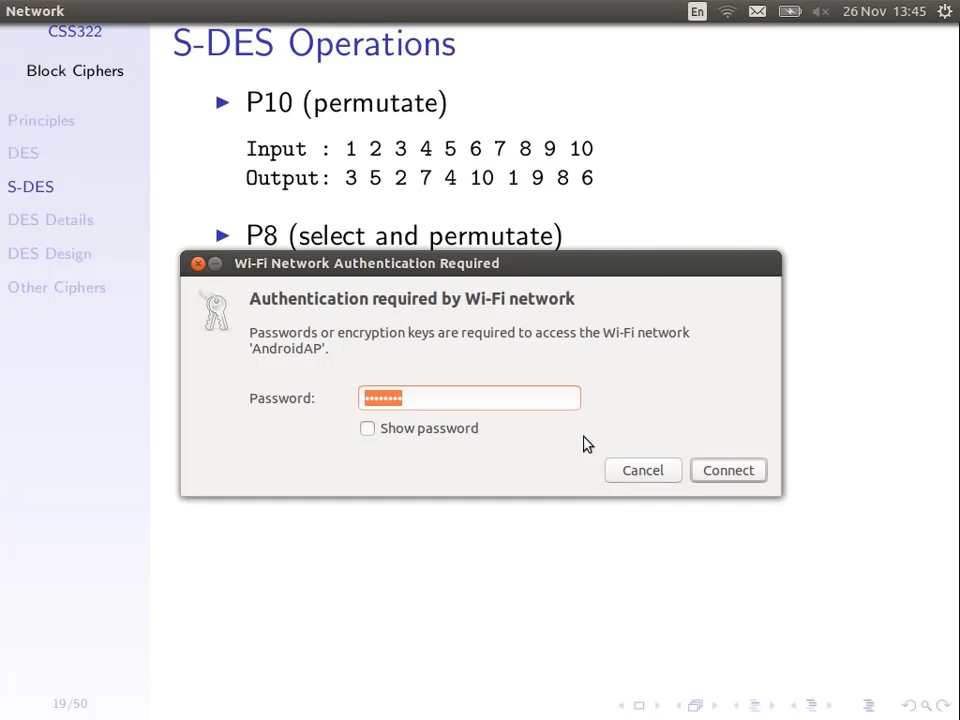 Network
En
26 Nov 13:45
CSS322
Block Ciphers
Principles
DES
S-DES
DES Details
DES Design
Other Ciphers
19/50
S-DES Operations
P10 (permutate)
Input : 1 2 3 4 5 6 7 8 9 10
Output: 3 5 2 7 4 10 1 9 8 6
P8 (select and permutate)
Wi-Fi Network Authentication Required
Authentication required by Wi-Fi network
Passwords or encryption keys are required to access the Wi-Fi network
'AndroidAP'.
Password: ••••••••
Show password
Cancel Connect